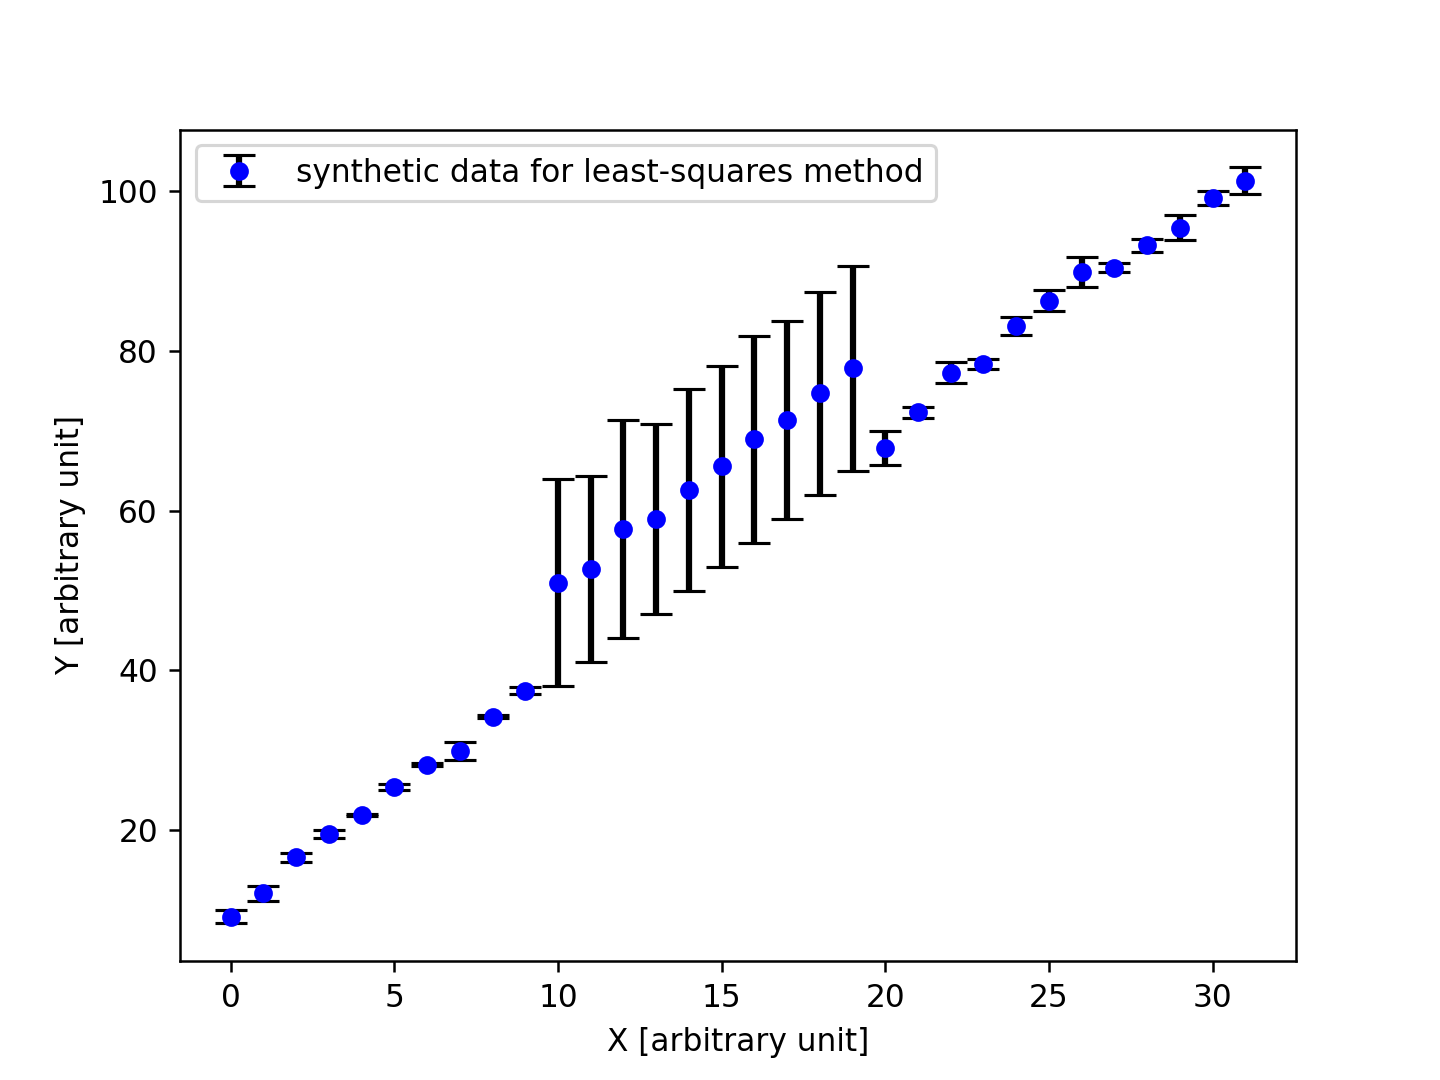 synthetic data for least-squares method
100
80
60
40
20
Y [arbitrary unit]
0 5 10 15 20 25 30
X [arbitrary unit]